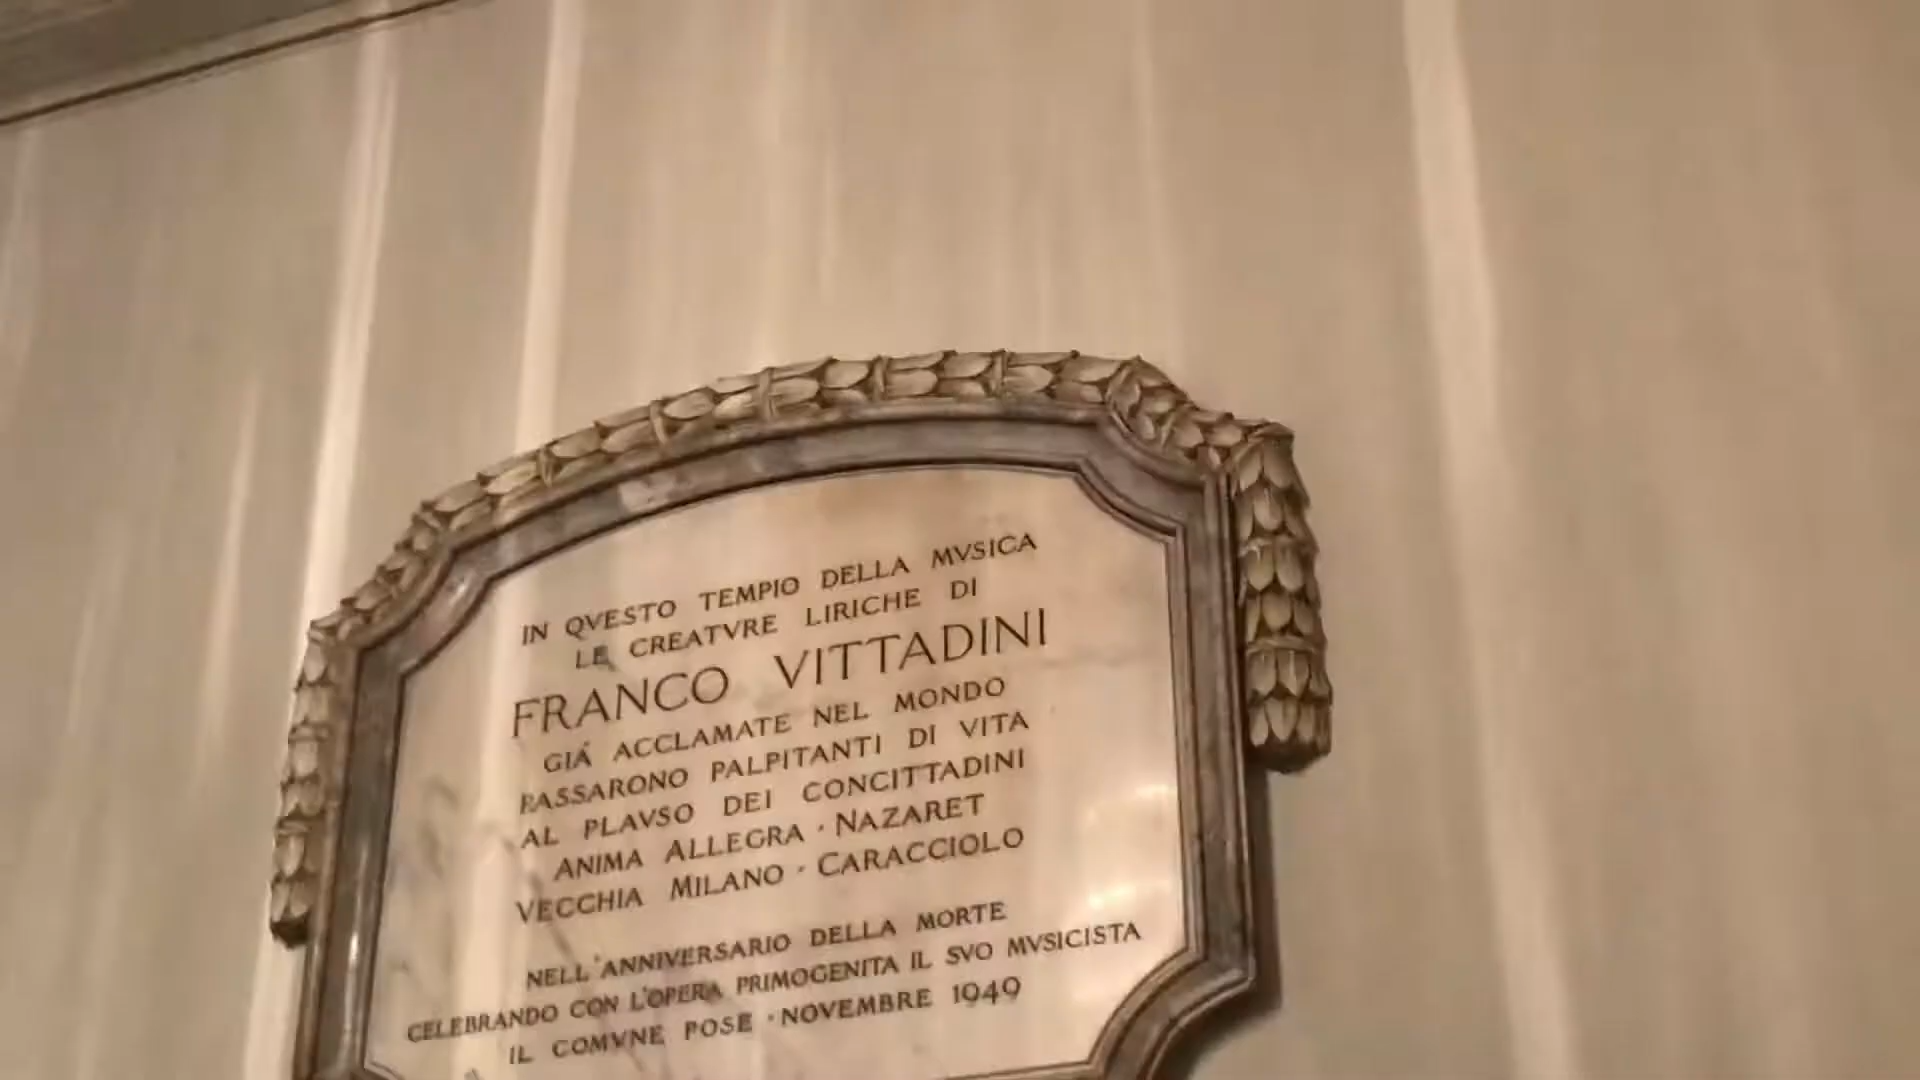 IN QVESTO TEMPIO DELLA MVSICA
LE CREATVRE LIRICHE DI
FRANCO VITTADINI
GIÁ ACCLAMATE NEL MONDO
PASSARONO PALPITANTI DI VITA
AL PLAVSO DEI CONCITTADINI
ANIMA ALLEGRA · NAZARET
VECCHIA MILANO · CARACCIOLO
NELL'ANNIVERSARIO DELLA MORTE
CELEBRANDO CON L'OPERA PRIMOGENITA IL SVO MVSICISTA
IL COMVNE POSE · NOVEMBRE 1949